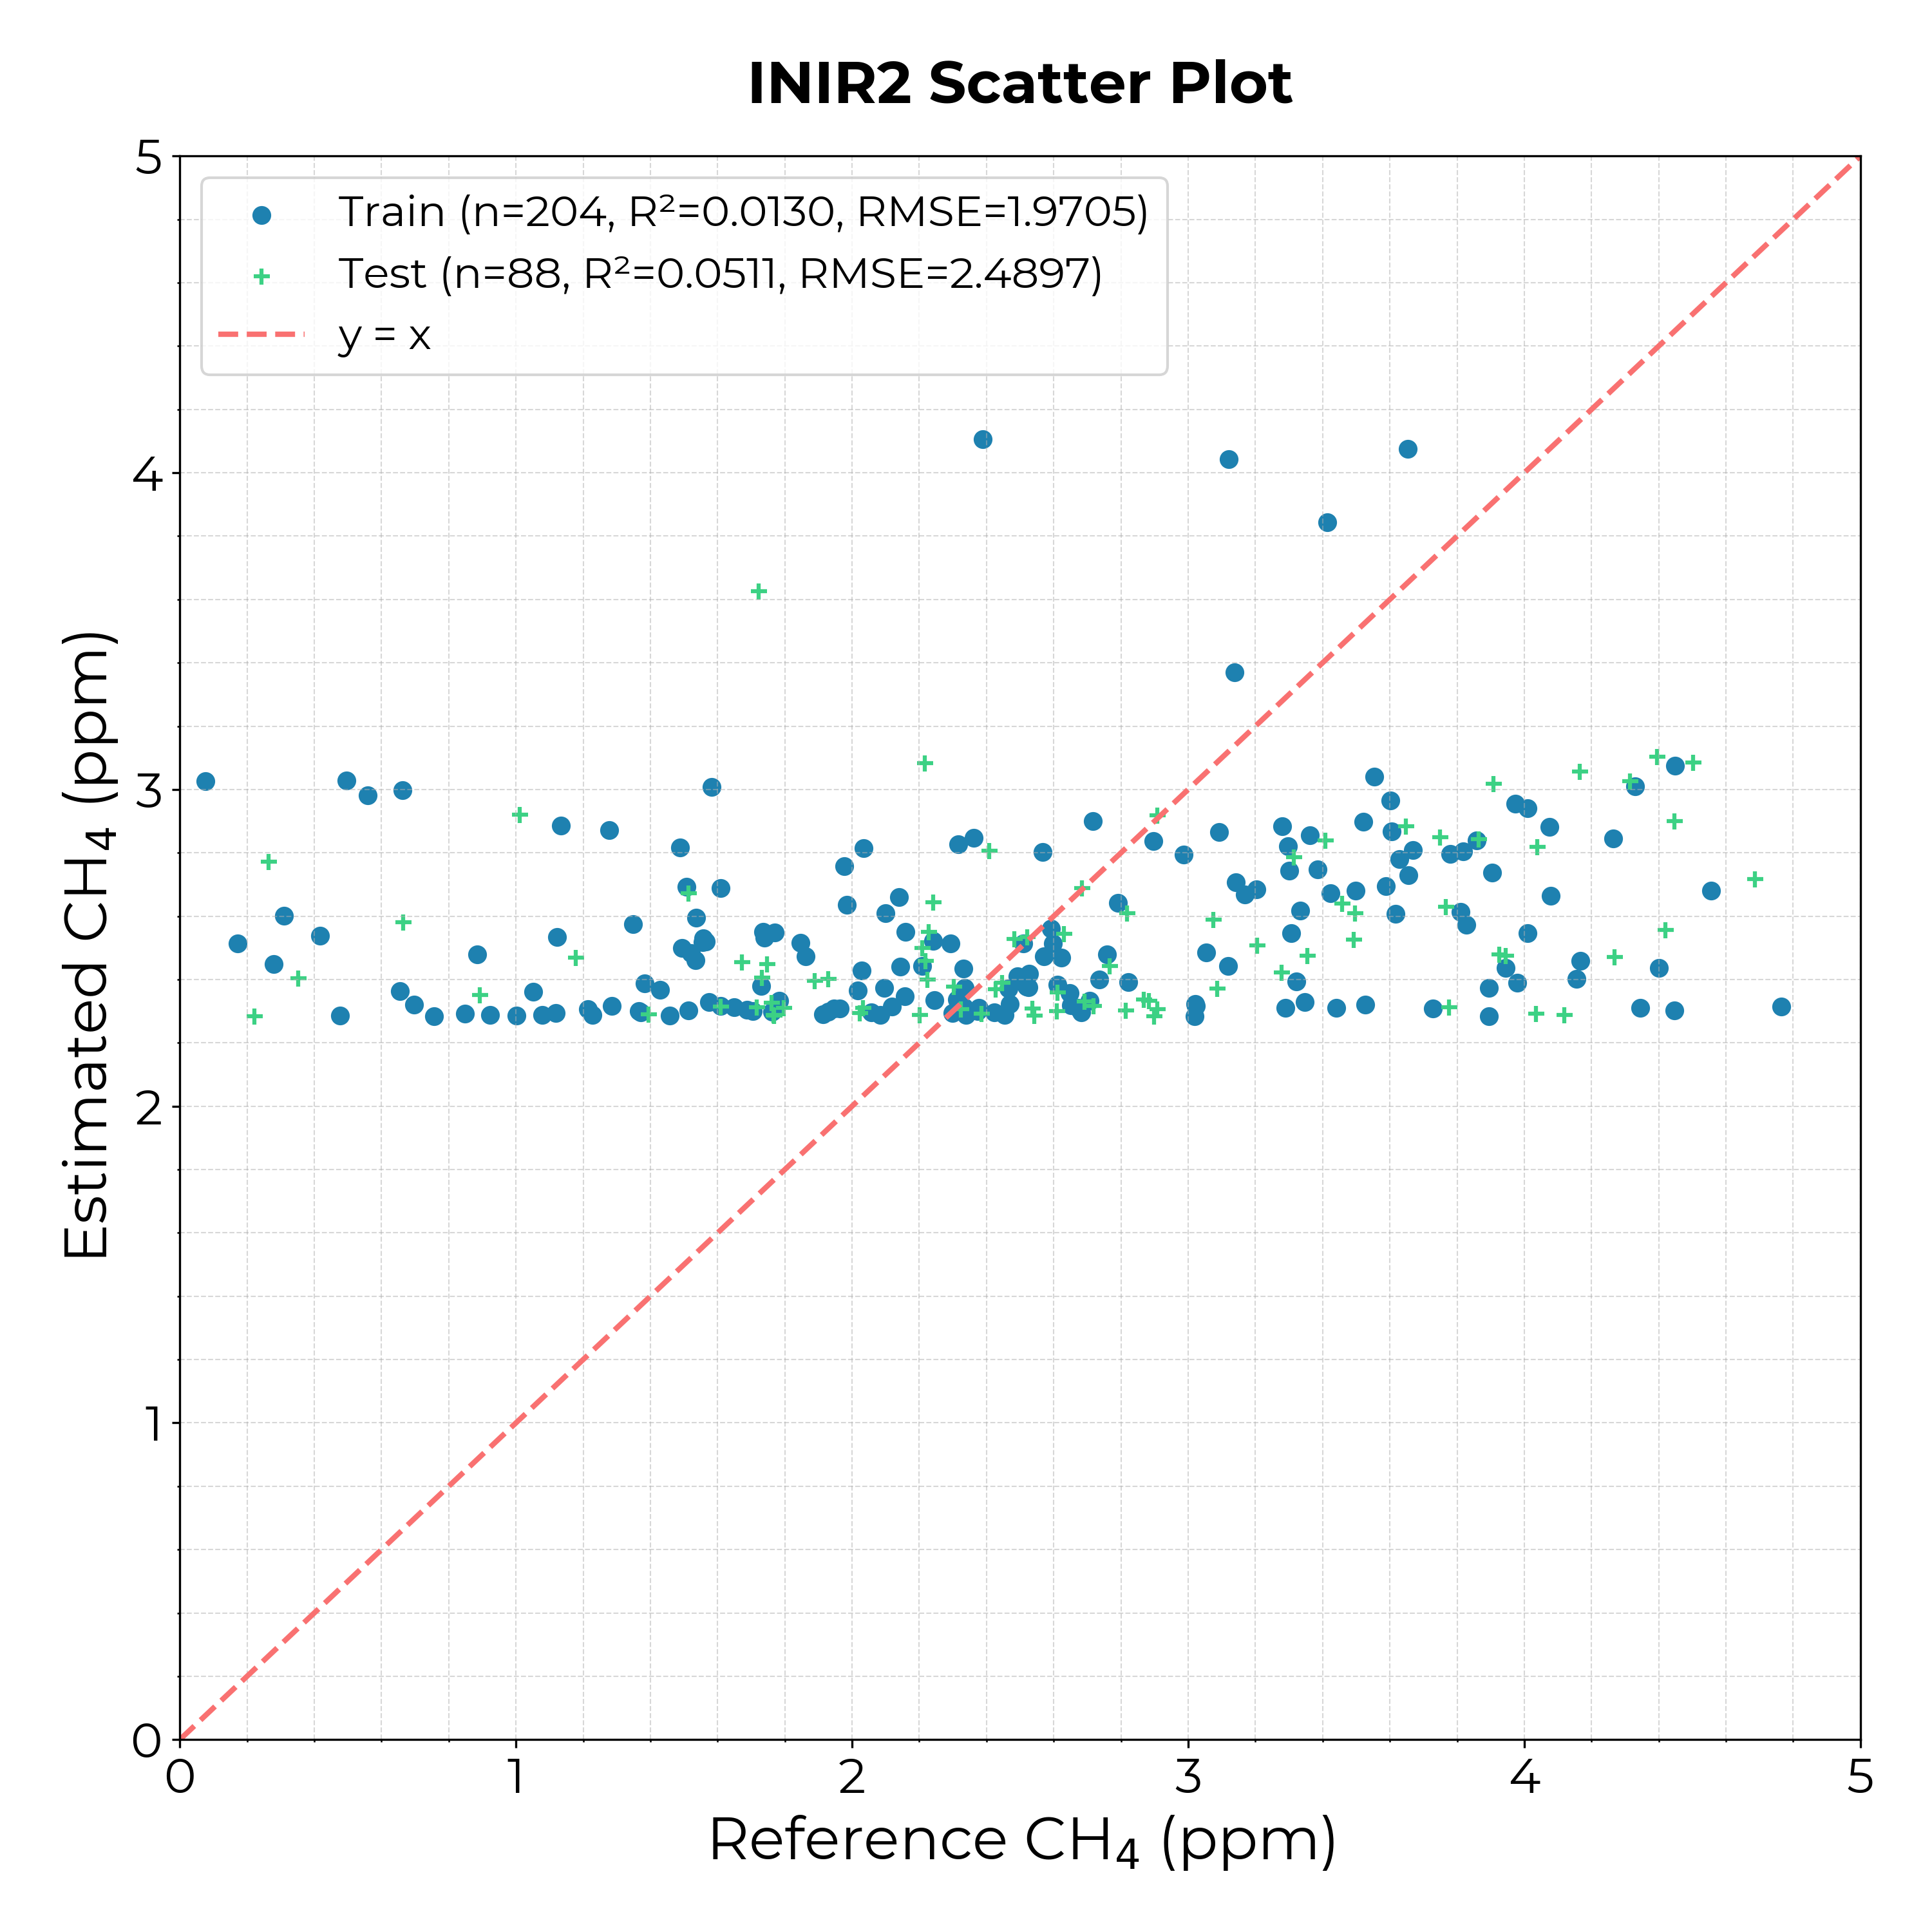 INIR2 Scatter Plot
Train (n=204, R²=0.0130, RMSE=1.9705)
Test (n=88, R²=0.0511, RMSE=2.4897)
y = x
Estimated CH₄ (ppm)
5
4
3
2
1
0
0 1 2 3 4 5
Reference CH₄ (ppm)